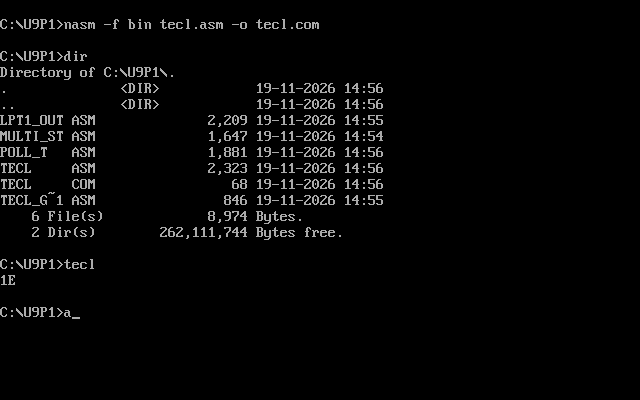 C:\U9P1>nasm -f bin tecl.asm -o tecl.com
C:\U9P1>dir
Directory of C:\U9P1\.
. <DIR> 19-11-2026 14:56
.. <DIR> 19-11-2026 14:56
LPT1_OUT ASM 2,209 19-11-2026 14:55
MULTI_ST ASM 1,647 19-11-2026 14:54
POLL_T ASM 1,881 19-11-2026 14:56
TECL ASM 2,323 19-11-2026 14:56
TECL COM 68 19-11-2026 14:56
TECL_G~1 ASM 846 19-11-2026 14:55
6 File(s) 8,974 Bytes.
2 Dir(s) 262,111,744 Bytes free.
C:\U9P1>tecl
1E
C:\U9P1>a_